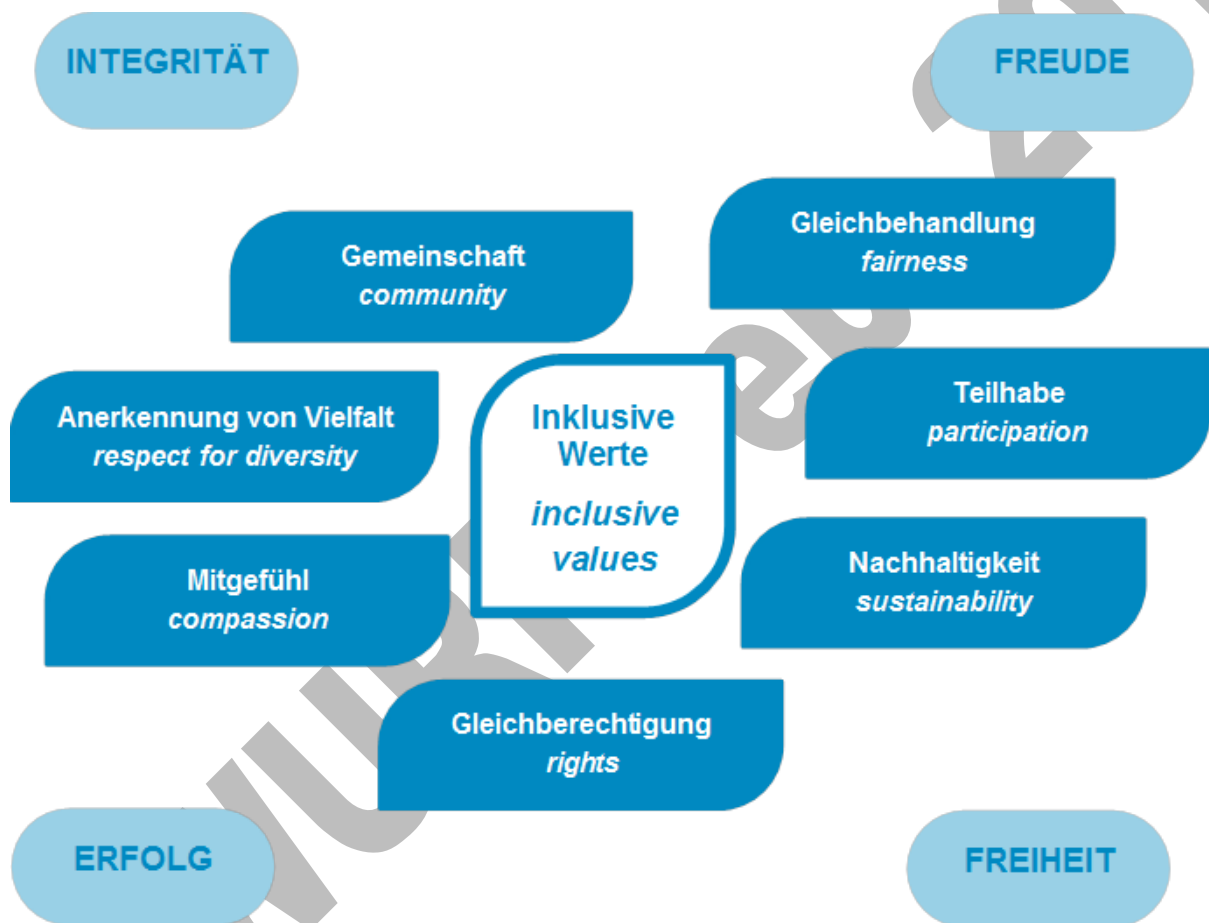 INTEGRITÄT
FREUDE
Gleichbehandlung
fairness
Gemeinschaft
community
Teilhabe
participation
Anerkennung von Vielfalt
respect for diversity
Inklusive
Werte
inclusive
values
Nachhaltigkeit
sustainability
Mitgefühl
compassion
Gleichberechtigung
rights
ERFOLG
FREIHEIT